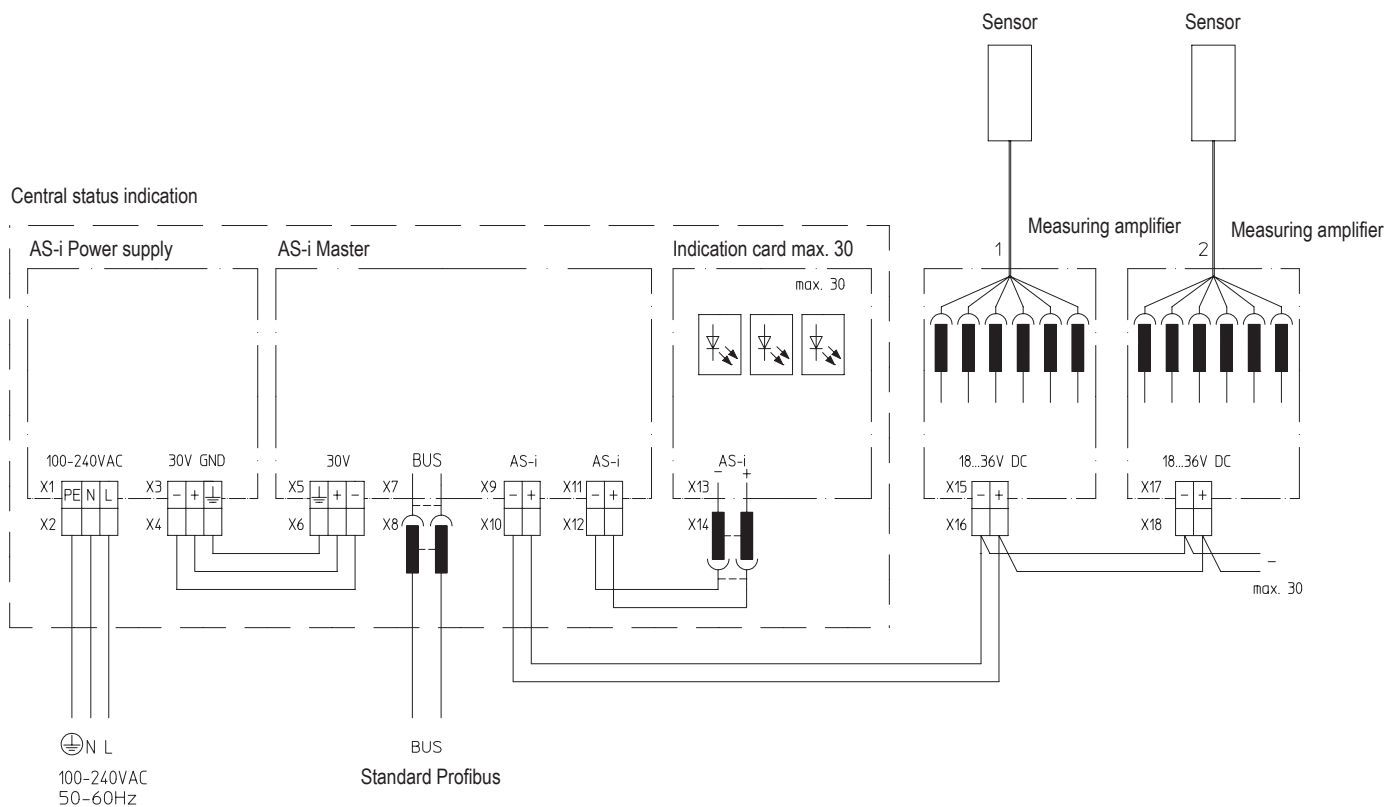 Sensor
Sensor
Central status indication
Measuring amplifier
Measuring amplifier
1
2
AS-i Power supply
AS-i Master
Indication card max. 30
max. 30
100-240VAC
30V GND
30V
BUS
AS-i
AS-i
AS-i
18...36V DC
18...36V DC
X1
PE N L
X3
- +
X5
+ -
X7
X9
- +
X11
- +
X13
- +
X15
- +
X17
- +
X2
X4
X6
X8
X10
X12
X14
X16
X18
-
max. 30
N L
BUS
100-240VAC
50-60Hz
Standard Profibus